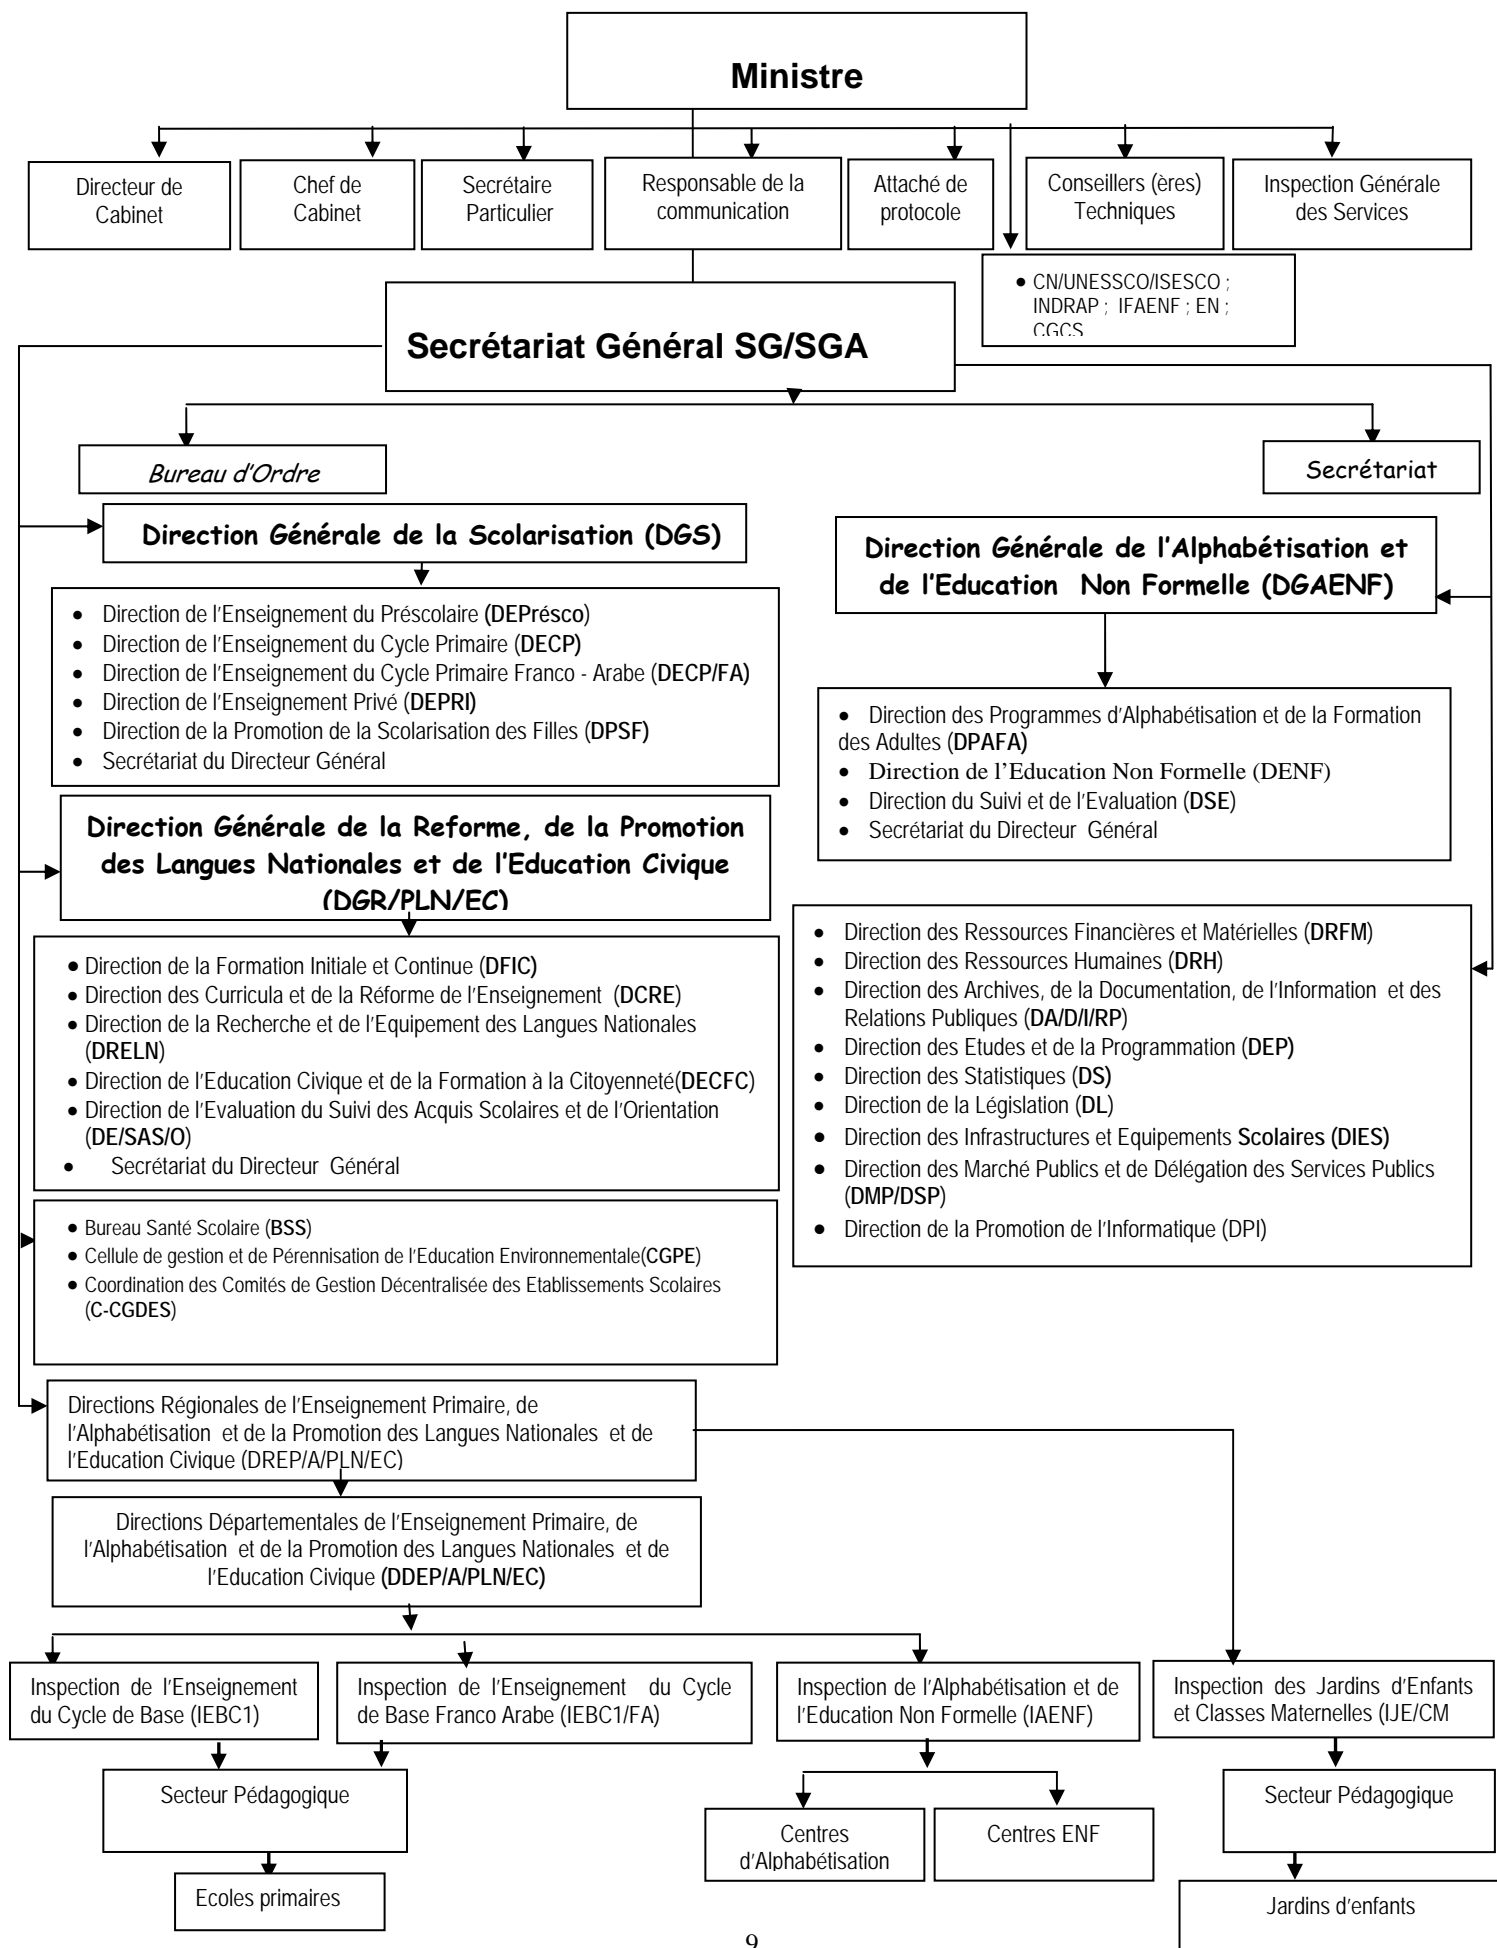 Ministre
Directeur de
Cabinet
Chef de
Cabinet
Secrétaire
Particulier
Responsable de la
communication
Attaché de
protocole
Conseillers (ères)
Techniques
Inspection Générale
des Services
• CN/UNESSCO/ISESCO ;
INDRAP ; IFAENF ; EN ;
CGCS
Secrétariat Général SG/SGA
Bureau d'Ordre
Secrétariat
Direction Générale de la Scolarisation (DGS)
• Direction de l'Enseignement du Préscolaire (DEPrésco)
• Direction de l'Enseignement du Cycle Primaire (DECP)
• Direction de l'Enseignement du Cycle Primaire Franco - Arabe (DECP/FA)
• Direction de l'Enseignement Privé (DEPRI)
• Direction de la Promotion de la Scolarisation des Filles (DPSF)
• Secrétariat du Directeur Général
Direction Générale de l'Alphabétisation et
de l'Education Non Formelle (DGAENF)
• Direction des Programmes d'Alphabétisation et de la Formation
des Adultes (DPAFA)
• Direction de l'Education Non Formelle (DENF)
• Direction du Suivi et de l'Evaluation (DSE)
• Secrétariat du Directeur Général
Direction Générale de la Reforme, de la Promotion
des Langues Nationales et de l'Education Civique
(DGR/PLN/EC)
• Direction de la Formation Initiale et Continue (DFIC)
• Direction des Curricula et de la Réforme de l'Enseignement (DCRE)
• Direction de la Recherche et de l'Equipement des Langues Nationales
(DRELN)
• Direction de l'Education Civique et de la Formation à la Citoyenneté(DECFC)
• Direction de l'Evaluation du Suivi des Acquis Scolaires et de l'Orientation
(DE/SAS/O)
• Secrétariat du Directeur Général
• Direction des Ressources Financières et Matérielles (DRFM)
• Direction des Ressources Humaines (DRH)
• Direction des Archives, de la Documentation, de l'Information et des
Relations Publiques (DA/D/I/RP)
• Direction des Etudes et de la Programmation (DEP)
• Direction des Statistiques (DS)
• Direction de la Législation (DL)
• Direction des Infrastructures et Equipements Scolaires (DIES)
• Direction des Marché Publics et de Délégation des Services Publics
(DMP/DSP)
• Direction de la Promotion de l'Informatique (DPI)
• Bureau Santé Scolaire (BSS)
• Cellule de gestion et de Pérennisation de l'Education Environnementale(CGPE)
• Coordination des Comités de Gestion Décentralisée des Etablissements Scolaires
(C-CGDES)
Directions Régionales de l'Enseignement Primaire, de
l'Alphabétisation et de la Promotion des Langues Nationales et de
l'Education Civique (DREP/A/PLN/EC)
Directions Départementales de l'Enseignement Primaire, de
l'Alphabétisation et de la Promotion des Langues Nationales et de
l'Education Civique (DDEP/A/PLN/EC)
Inspection de l'Enseignement
du Cycle de Base (IEBC1)
Inspection de l'Enseignement du Cycle
de Base Franco Arabe (IEBC1/FA)
Inspection de l'Alphabétisation et de
l'Education Non Formelle (IAENF)
Inspection des Jardins d'Enfants
et Classes Maternelles (IJE/CM
Secteur Pédagogique
Centres
d'Alphabétisation
Centres ENF
Secteur Pédagogique
Ecoles primaires
Jardins d'enfants
9